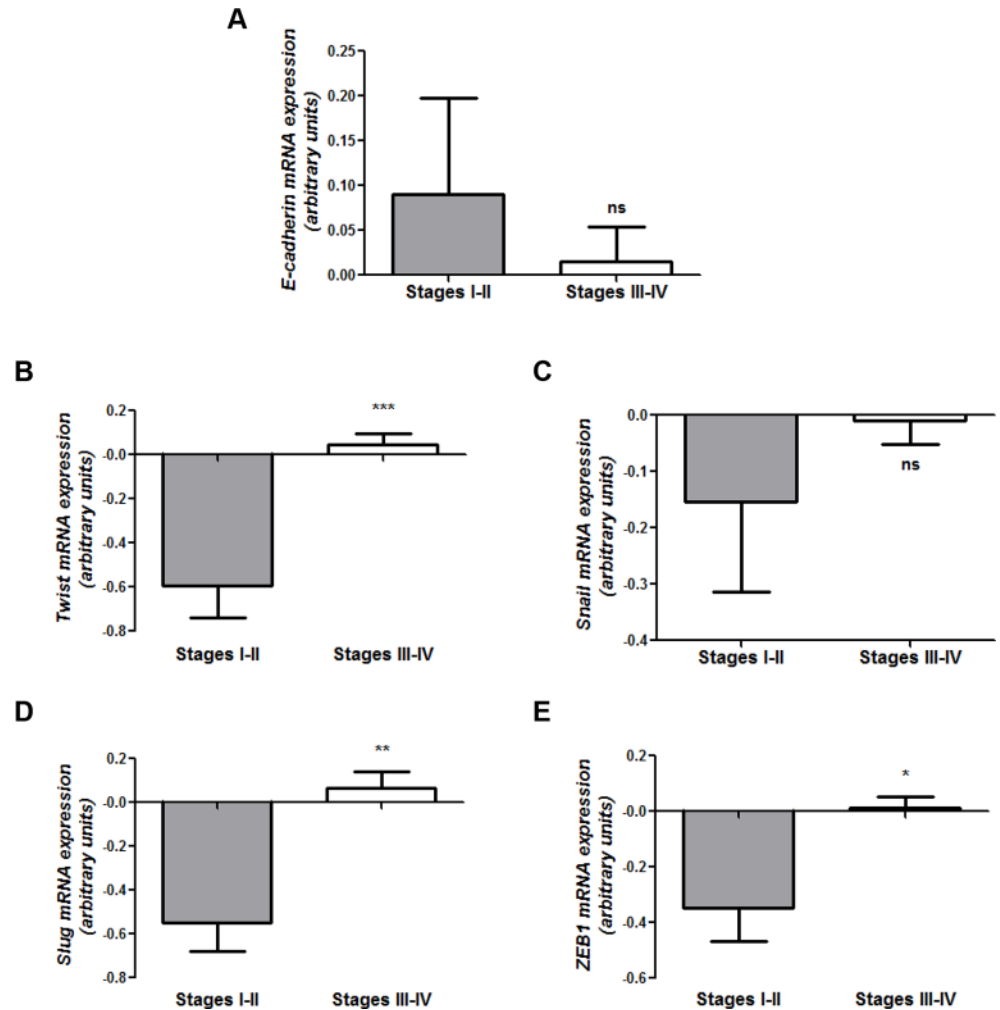 A
E-cadherin mRNA expression
(arbitrary units)
0.25
0.20
0.15
0.10
0.05
0.00
ns
Stages I-II
Stages III-IV
B
Twist mRNA expression
(arbitrary units)
0.2
-0.0
-0.2
-0.4
-0.6
-0.8
***
Stages I-II
Stages III-IV
C
Snail mRNA expression
(arbitrary units)
0.0
-0.1
-0.2
-0.3
-0.4
ns
Stages I-II
Stages III-IV
D
Slug mRNA expression
(arbitrary units)
0.2
-0.0
-0.2
-0.4
-0.6
-0.8
**
Stages I-II
Stages III-IV
E
ZEB1 mRNA expression
(arbitrary units)
0.2
-0.0
-0.2
-0.4
-0.6
*
Stages I-II
Stages III-IV